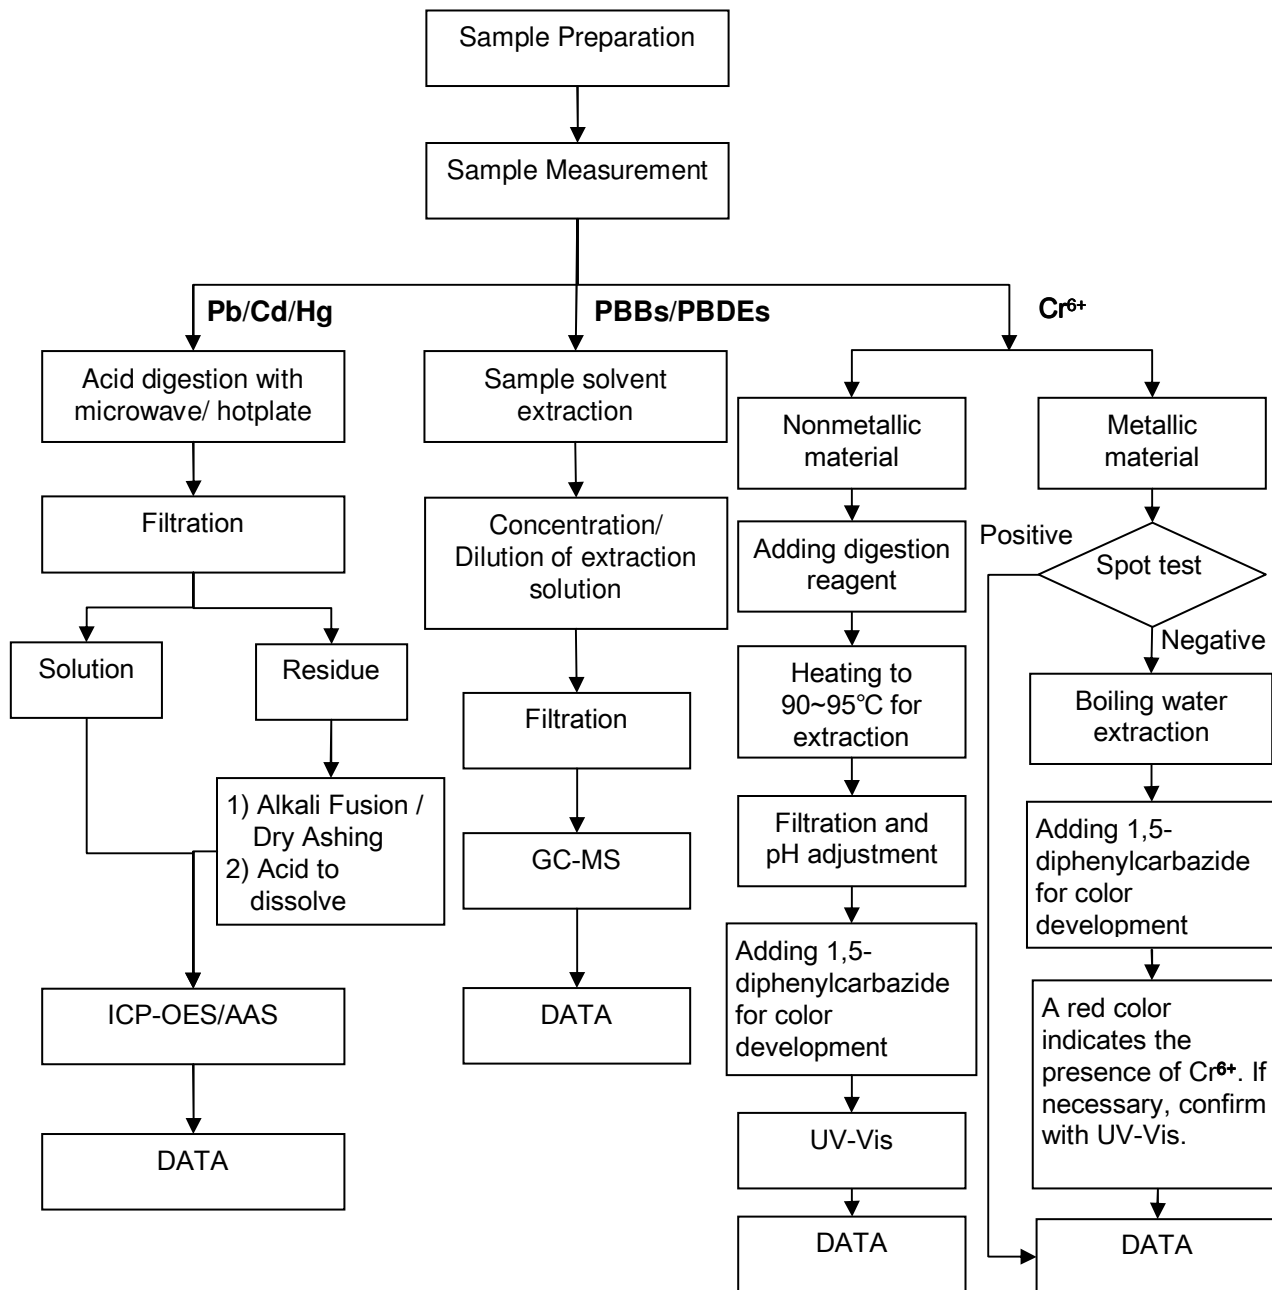 Sample Preparation
Sample Measurement
Pb/Cd/Hg
PBBs/PBDEs
Cr⁶⁺
Acid digestion with
microwave/ hotplate
Filtration
Solution
Residue
1) Alkali Fusion /
Dry Ashing
2) Acid to
dissolve
ICP-OES/AAS
DATA
Sample solvent
extraction
Concentration/
Dilution of extraction
solution
Filtration
GC-MS
DATA
Nonmetallic
material
Adding digestion
reagent
Heating to
90~95℃ for
extraction
Filtration and
pH adjustment
Adding 1,5-
diphenylcarbazide
for color
development
UV-Vis
DATA
Metallic
material
Spot test
Positive
Negative
Boiling water
extraction
Adding 1,5-
diphenylcarbazide
for color
development
A red color
indicates the
presence of Cr⁶⁺. If
necessary, confirm
with UV-Vis.
DATA